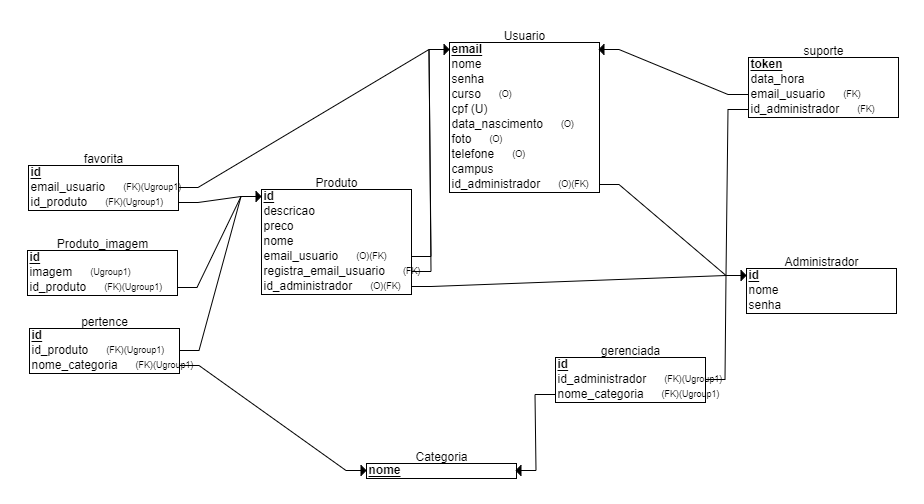 Usuario
email
nome
senha
curso (O)
cpf (U)
data_nascimento (O)
foto (O)
telefone (O)
campus
id_administrador (O)(FK)
suporte
token
data_hora
email_usuario (FK)
id_administrador (FK)
favorita
id
email_usuario (FK)(Ugroup1)
id_produto (FK)(Ugroup1)
Produto
id
descricao
preco
nome
email_usuario (O)(FK)
registra_email_usuario (FK)
id_administrador (O)(FK)
Produto_imagem
id
imagem (Ugroup1)
id_produto (FK)(Ugroup1)
Administrador
id
nome
senha
pertence
id
id_produto (FK)(Ugroup1)
nome_categoria (FK)(Ugroup1)
gerenciada
id
id_administrador (FK)(Ugroup1)
nome_categoria (FK)(Ugroup1)
Categoria
nome